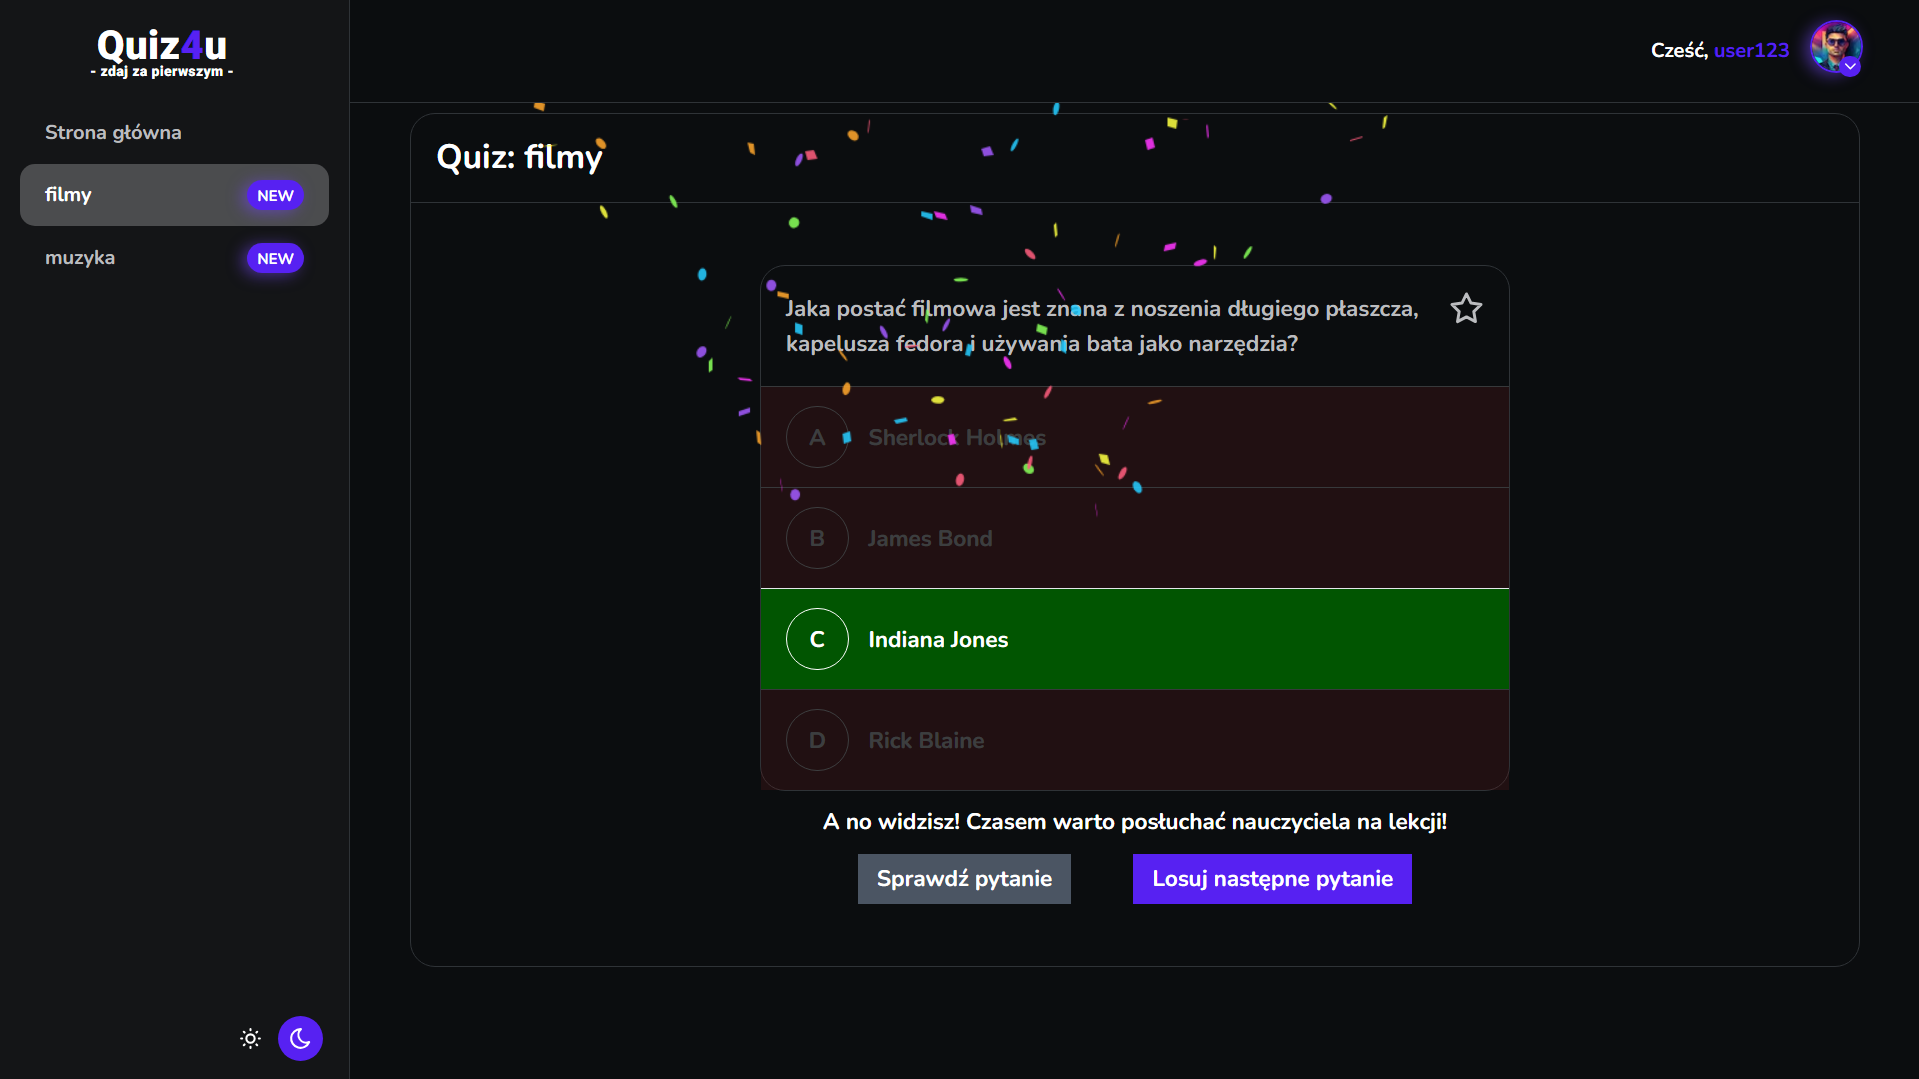 Quiz4u
- zdaj za pierwszym -
Cześć, user123
Strona główna
filmy NEW
muzyka NEW
Quiz: filmy
Jaka postać filmowa jest znana z noszenia długiego płaszcza,
kapelusza fedora i używania bata jako narzędzia?
A Sherlock Holmes
B James Bond
C Indiana Jones
D Rick Blaine
A no widzisz! Czasem warto posłuchać nauczyciela na lekcji!
Sprawdź pytanie
Losuj następne pytanie